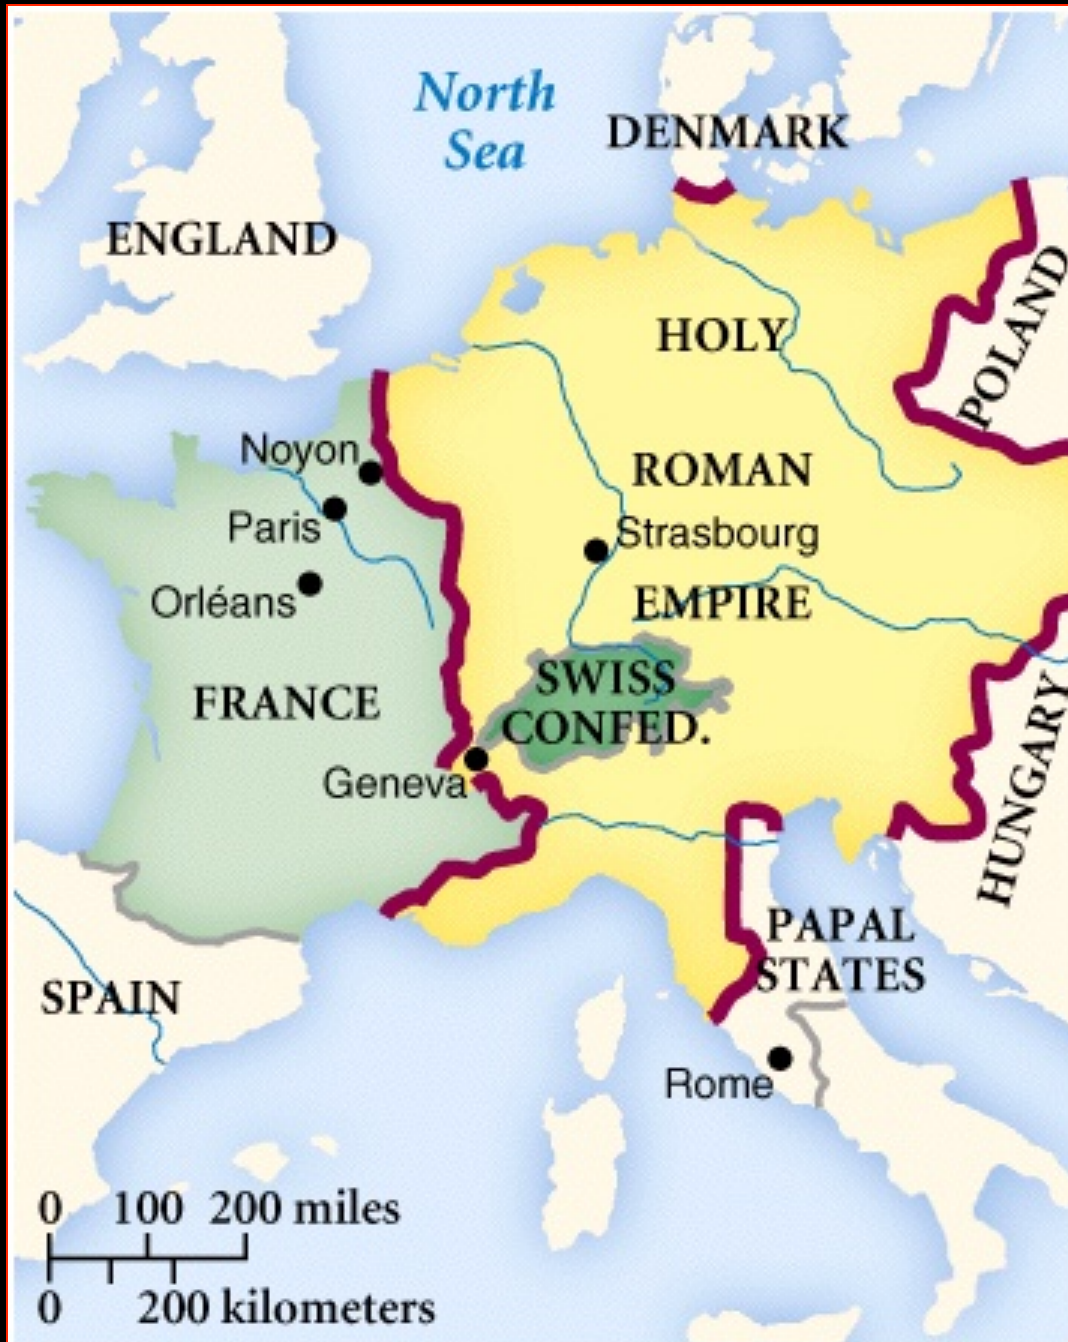 North
Sea
DENMARK
ENGLAND
POLAND
HOLY
Noyon
ROMAN
Paris
Strasbourg
Orléans
EMPIRE
SWISS
FRANCE
CONFED.
Geneva
HUNGARY
PAPAL
STATES
SPAIN
Rome
0 100 200 miles
0 200 kilometers